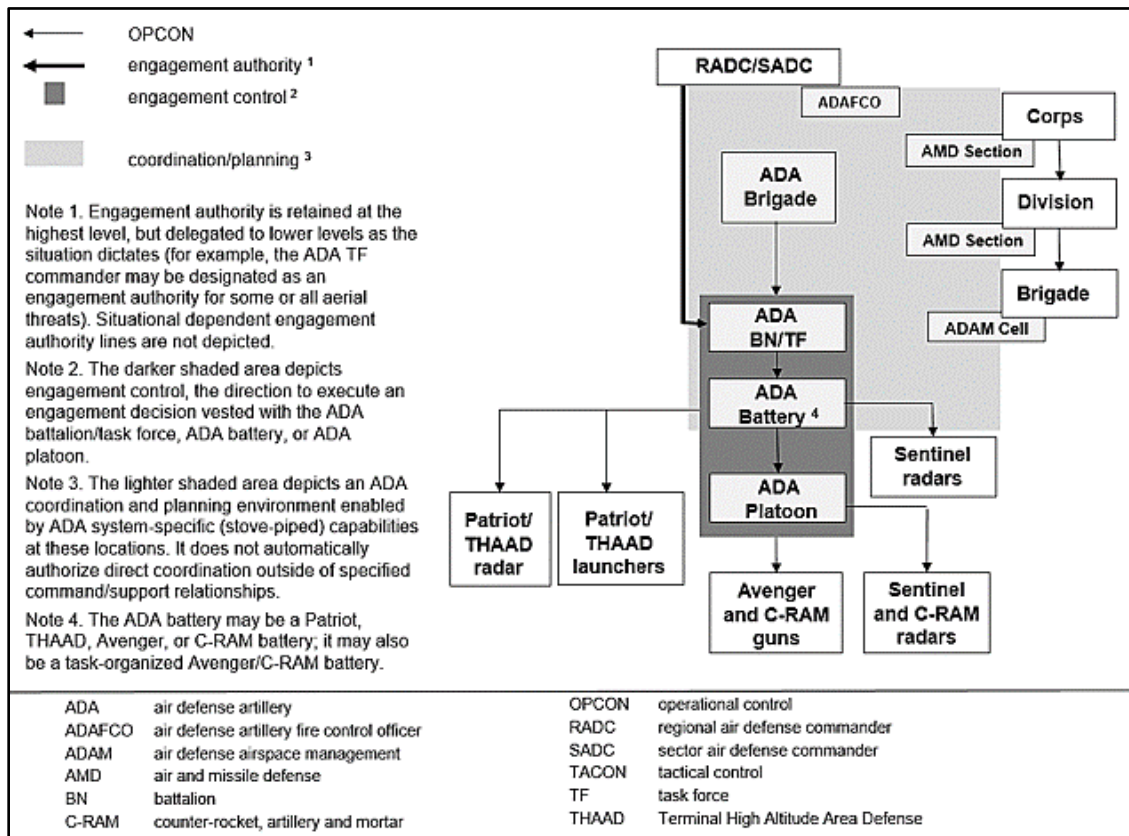 OPCON
engagement authority 1
engagement control 2
coordination/planning 3
Note 1. Engagement authority is retained at the
highest level, but delegated to lower levels as the
situation dictates (for example, the ADA TF
commander may be designated as an
engagement authority for some or all aerial
threats). Situational dependent engagement
authority lines are not depicted.
Note 2. The darker shaded area depicts
engagement control, the direction to execute an
engagement decision vested with the ADA
battalion/task force, ADA battery, or ADA
platoon.
Note 3. The lighter shaded area depicts an ADA
coordination and planning environment enabled
by ADA system-specific (stove-piped) capabilities
at these locations. It does not automatically
authorize direct coordination outside of specified
command/support relationships.
Note 4. The ADA battery may be a Patriot,
THAAD, Avenger, or C-RAM battery; it may also
be a task-organized Avenger/C-RAM battery.
RADC/SADC
ADAFCO
Corps
AMD Section
ADA
Brigade
Division
AMD Section
Brigade
ADAM Cell
ADA
BN/TF
ADA
Battery 4
Sentinel
radars
ADA
Platoon
Patriot/
THAAD
radar
Patriot/
THAAD
launchers
Avenger
and C-RAM
guns
Sentinel
and C-RAM
radars
ADA air defense artillery
ADAFCO air defense artillery fire control officer
ADAM air defense airspace management
AMD air and missile defense
BN battalion
C-RAM counter-rocket, artillery and mortar
OPCON operational control
RADC regional air defense commander
SADC sector air defense commander
TACON tactical control
TF task force
THAAD Terminal High Altitude Area Defense